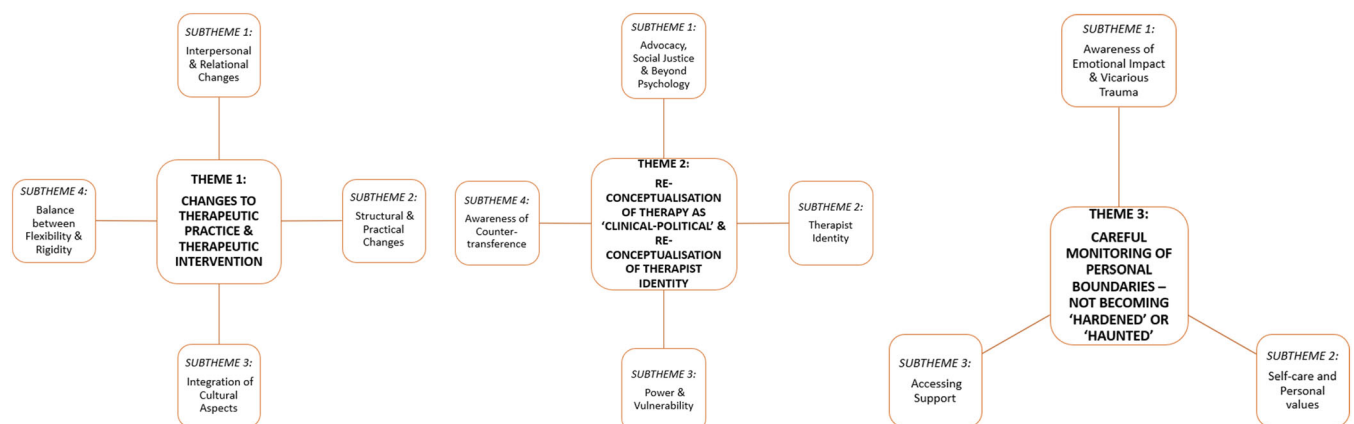 SUBTHEME 1:
Interpersonal
& Relational
Changes
SUBTHEME 4:
Balance
between
Flexibility &
Rigidity
THEME 1:
CHANGES TO
THERAPEUTIC
PRACTICE &
THERAPEUTIC
INTERVENTION
SUBTHEME 2:
Structural &
Practical
Changes
SUBTHEME 3:
Integration of
Cultural
Aspects
SUBTHEME 1:
Advocacy,
Social Justice
& Beyond
Psychology
SUBTHEME 4:
Awareness of
Counter-
transference
THEME 2:
RE-
CONCEPTUALISATION
OF THERAPY AS
‘CLINICAL-POLITICAL’ &
RE-
CONCEPTUALISATION
OF THERAPIST
IDENTITY
SUBTHEME 2:
Therapist
Identity
SUBTHEME 3:
Power &
Vulnerability
SUBTHEME 1:
Awareness of
Emotional Impact
& Vicarious
Trauma
THEME 3:
CAREFUL
MONITORING OF
PERSONAL
BOUNDARIES –
NOT BECOMING
‘HARDENED’ OR
‘HAUNTED’
SUBTHEME 3:
Accessing
Support
SUBTHEME 2:
Self-care and
Personal
values